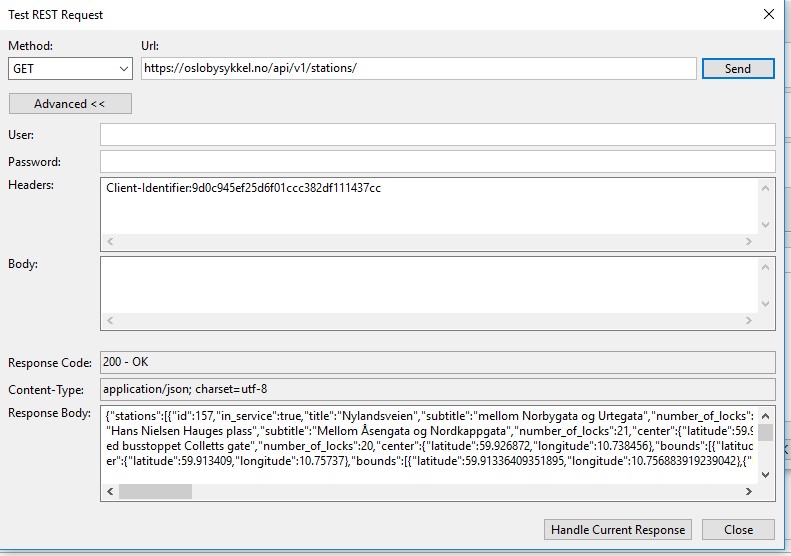 Test REST Request
Method: Url:
GET https://oslobysykkel.no/api/v1/stations/ Send
Advanced <<
User:
Password:
Headers: Client-Identifier:9d0c945ef25d6f01ccc382df111437cc
Body:
Response Code: 200 - OK
Content-Type: application/json; charset=utf-8
Response Body: {"stations":[{"id":157,"in_service":true,"title":"Nylandsveien","subtitle":"mellom Norbygata og Urtegata","number_of_locks":
"Hans Nielsen Hauges plass","subtitle":"Mellom Åsengata og Nordkappgata","number_of_locks":21,"center":{"latitude":59.9
ed busstoppet Colletts gate","number_of_locks":20,"center":{"latitude":59.926872,"longitude":10.738456},"bounds":[{"latitud
er":{"latitude":59.913409,"longitude":10.75737},"bounds":[{"latitude":59.91336409351895,"longitude":10.756883919239042},{"
Handle Current Response Close